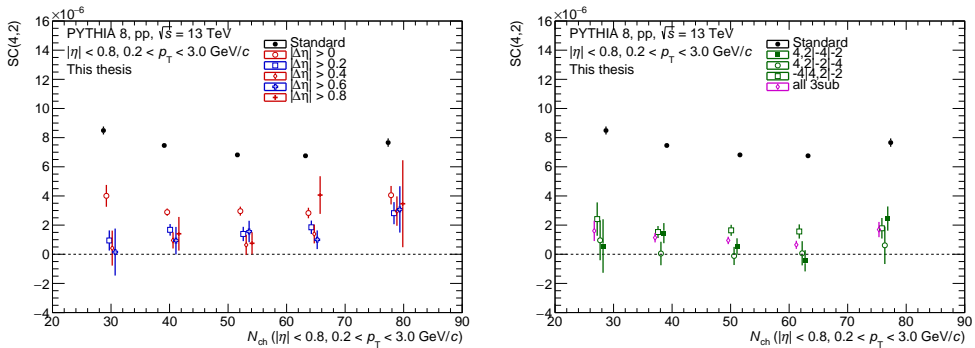 ×10⁻⁶
SC(4,2)
16
14
12
10
8
6
4
2
0
−2
−4
PYTHIA 8, pp, √s = 13 TeV
|η| < 0.8, 0.2 < p_T < 3.0 GeV/c
This thesis
Standard
|Δη| > 0
|Δη| > 0.2
|Δη| > 0.4
|Δη| > 0.6
|Δη| > 0.8
20 30 40 50 60 70 80 90
N_ch (|η| < 0.8, 0.2 < p_T < 3.0 GeV/c)
×10⁻⁶
SC(4,2)
16
14
12
10
8
6
4
2
0
−2
−4
PYTHIA 8, pp, √s = 13 TeV
|η| < 0.8, 0.2 < p_T < 3.0 GeV/c
This thesis
Standard
4,2|-4|-2
4,2|-2|-4
-4|4,2|-2
all 3sub
20 30 40 50 60 70 80 90
N_ch (|η| < 0.8, 0.2 < p_T < 3.0 GeV/c)